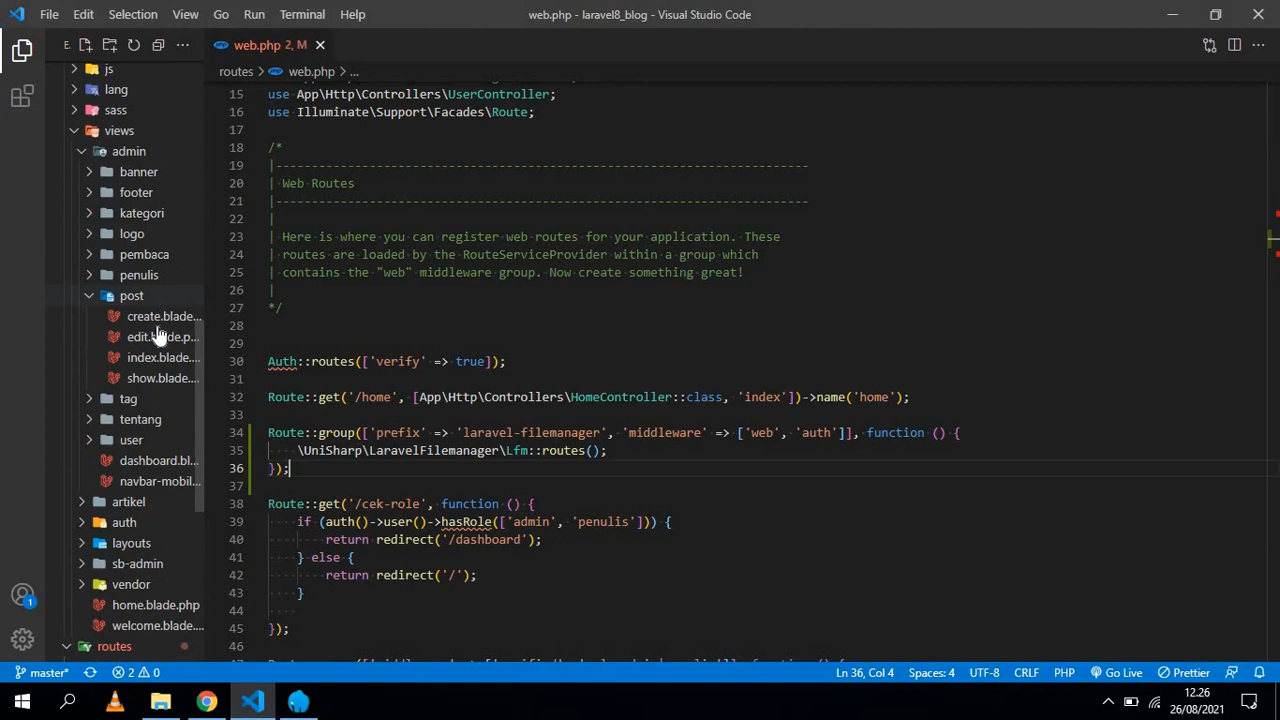 File Edit Selection View Go Run Terminal Help
web.php - laravel8_blog - Visual Studio Code
E...
web.php 2, M
routes > web.php > ...
js
lang
sass
views
admin
banner
footer
kategori
logo
pembaca
penulis
post
create.blade...
edit.blade.p...
index.blade....
show.blade....
tag
tentang
user
dashboard.bl...
navbar-mobil...
artikel
auth
layouts
sb-admin
vendor
home.blade.php
welcome.blade....
routes
15 use App\Http\Controllers\UserController;
16 use Illuminate\Support\Facades\Route;
17
18 /*
19 |--------------------------------------------------------------------------
20 | Web Routes
21 |--------------------------------------------------------------------------
22 |
23 | Here is where you can register web routes for your application. These
24 | routes are loaded by the RouteServiceProvider within a group which
25 | contains the "web" middleware group. Now create something great!
26 |
27 */
28
29
30 Auth::routes(['verify' => true]);
31
32 Route::get('/home', [App\Http\Controllers\HomeController::class, 'index'])->name('home');
33
34 Route::group(['prefix' => 'laravel-filemanager', 'middleware' => ['web', 'auth']], function () {
35 \UniSharp\LaravelFilemanager\Lfm::routes();
36 });
37
38 Route::get('/cek-role', function () {
39 if (auth()->user()->hasRole(['admin', 'penulis'])) {
40 return redirect('/dashboard');
41 } else {
42 return redirect('/');
43 }
44
45 });
46
1
master* 2 0
Ln 36, Col 4 Spaces: 4 UTF-8 CRLF PHP Go Live Prettier
12.26
26/08/2021